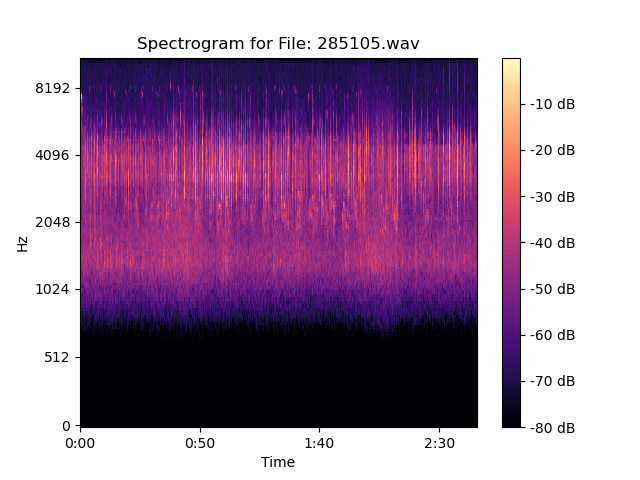 Spectrogram for File: 285105.wav
8192
4096
2048
1024
512
0
Hz
0:00
0:50
1:40
2:30
Time
-10 dB
-20 dB
-30 dB
-40 dB
-50 dB
-60 dB
-70 dB
-80 dB